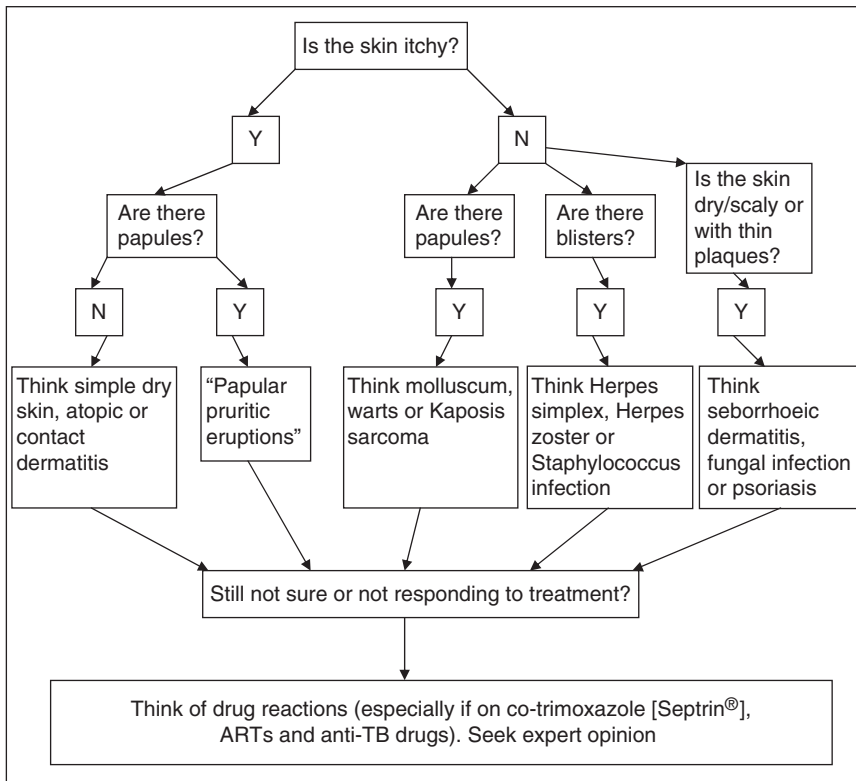 Is the skin itchy?
Y
N
Are there
papules?
Are there
papules?
Are there
blisters?
Is the skin
dry/scaly or
with thin
plaques?
N
Y
Y
Y
Y
Think simple dry
skin, atopic or
contact
dermatitis
“Papular
pruritic
eruptions”
Think molluscum,
warts or Kaposis
sarcoma
Think Herpes
simplex, Herpes
zoster or
Staphylococcus
infection
Think
seborrhoeic
dermatitis,
fungal infection
or psoriasis
Still not sure or not responding to treatment?
Think of drug reactions (especially if on co-trimoxazole [Septrin®],
ARTs and anti-TB drugs). Seek expert opinion